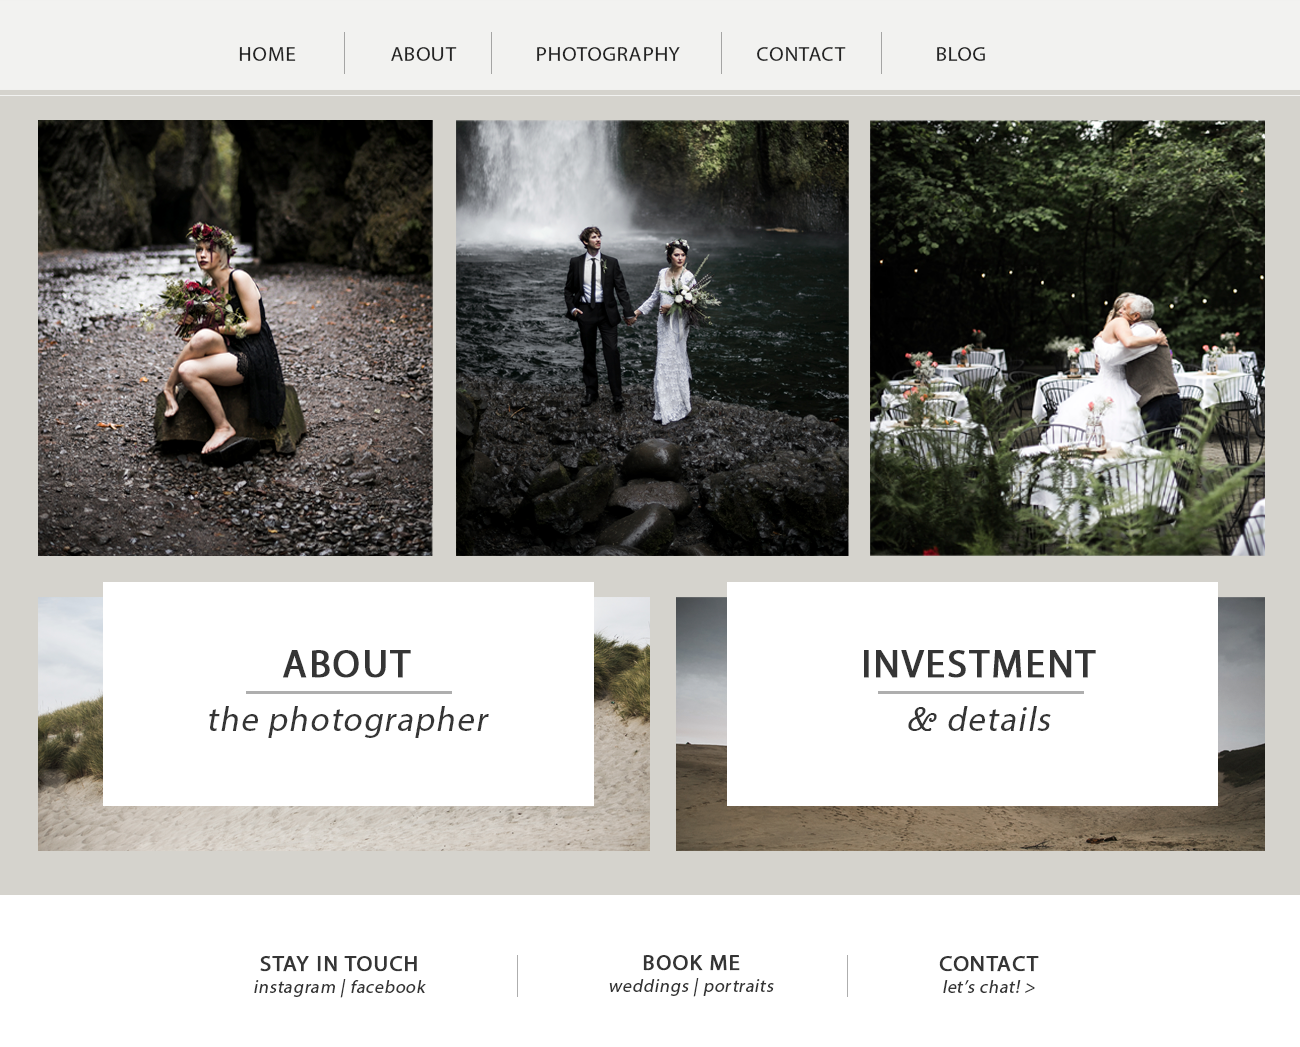 HOME ABOUT PHOTOGRAPHY CONTACT BLOG
ABOUT
the photographer
INVESTMENT
& details
STAY IN TOUCH
instagram | facebook
BOOK ME
weddings | portraits
CONTACT
let's chat! >